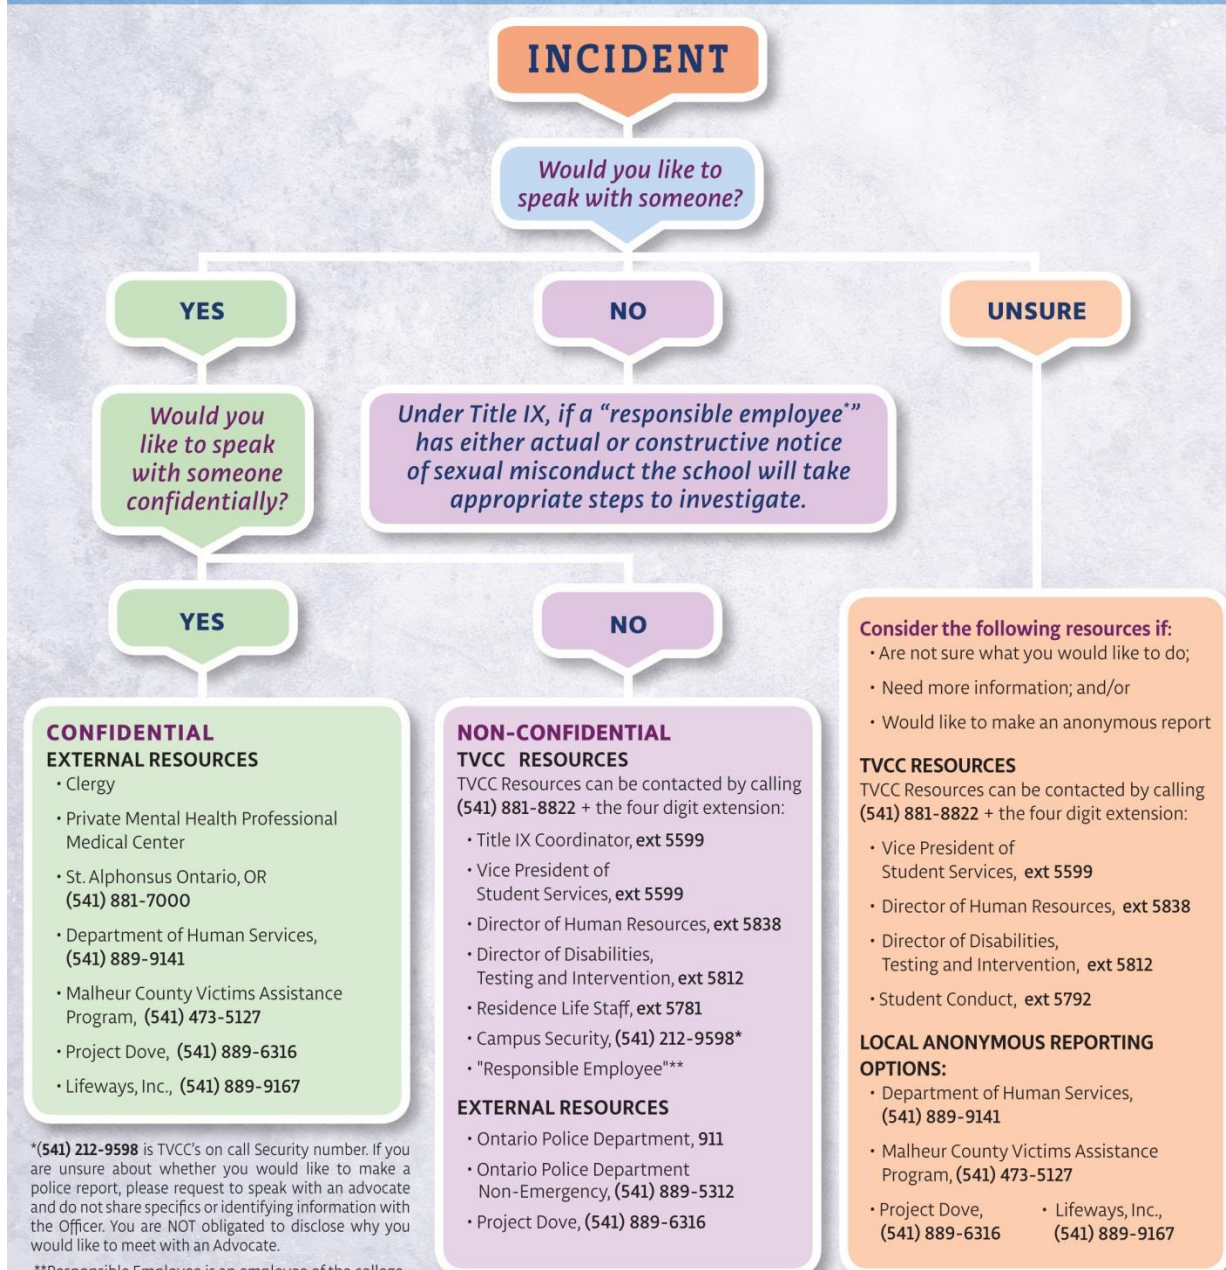 INCIDENT
Would you like to
speak with someone?
YES
NO
UNSURE
Would you
like to speak
with someone
confidentially?
Under Title IX, if a “responsible employee*”
has either actual or constructive notice
of sexual misconduct the school will take
appropriate steps to investigate.
YES
NO
CONFIDENTIAL
EXTERNAL RESOURCES
• Clergy
• Private Mental Health Professional
Medical Center
• St. Alphonsus Ontario, OR
(541) 881-7000
• Department of Human Services,
(541) 889-9141
• Malheur County Victims Assistance
Program, (541) 473-5127
• Project Dove, (541) 889-6316
• Lifeways, Inc., (541) 889-9167
*(541) 212-9598 is TVCC's on call Security number. If you
are unsure about whether you would like to make a
police report, please request to speak with an advocate
and do not share specifics or identifying information with
the Officer. You are NOT obligated to disclose why you
would like to meet with an Advocate.
**Responsible Employee is an employee of the college
NON-CONFIDENTIAL
TVCC RESOURCES
TVCC Resources can be contacted by calling
(541) 881-8822 + the four digit extension:
• Title IX Coordinator, ext 5599
• Vice President of
Student Services, ext 5599
• Director of Human Resources, ext 5838
• Director of Disabilities,
Testing and Intervention, ext 5812
• Residence Life Staff, ext 5781
• Campus Security, (541) 212-9598*
• "Responsible Employee"**
EXTERNAL RESOURCES
• Ontario Police Department, 911
• Ontario Police Department
Non-Emergency, (541) 889-5312
• Project Dove, (541) 889-6316
Consider the following resources if:
• Are not sure what you would like to do;
• Need more information; and/or
• Would like to make an anonymous report
TVCC RESOURCES
TVCC Resources can be contacted by calling
(541) 881-8822 + the four digit extension:
• Vice President of
Student Services, ext 5599
• Director of Human Resources, ext 5838
• Director of Disabilities,
Testing and Intervention, ext 5812
• Student Conduct, ext 5792
LOCAL ANONYMOUS REPORTING
OPTIONS:
• Department of Human Services,
(541) 889-9141
• Malheur County Victims Assistance
Program, (541) 473-5127
• Project Dove,
(541) 889-6316
• Lifeways, Inc.,
(541) 889-9167